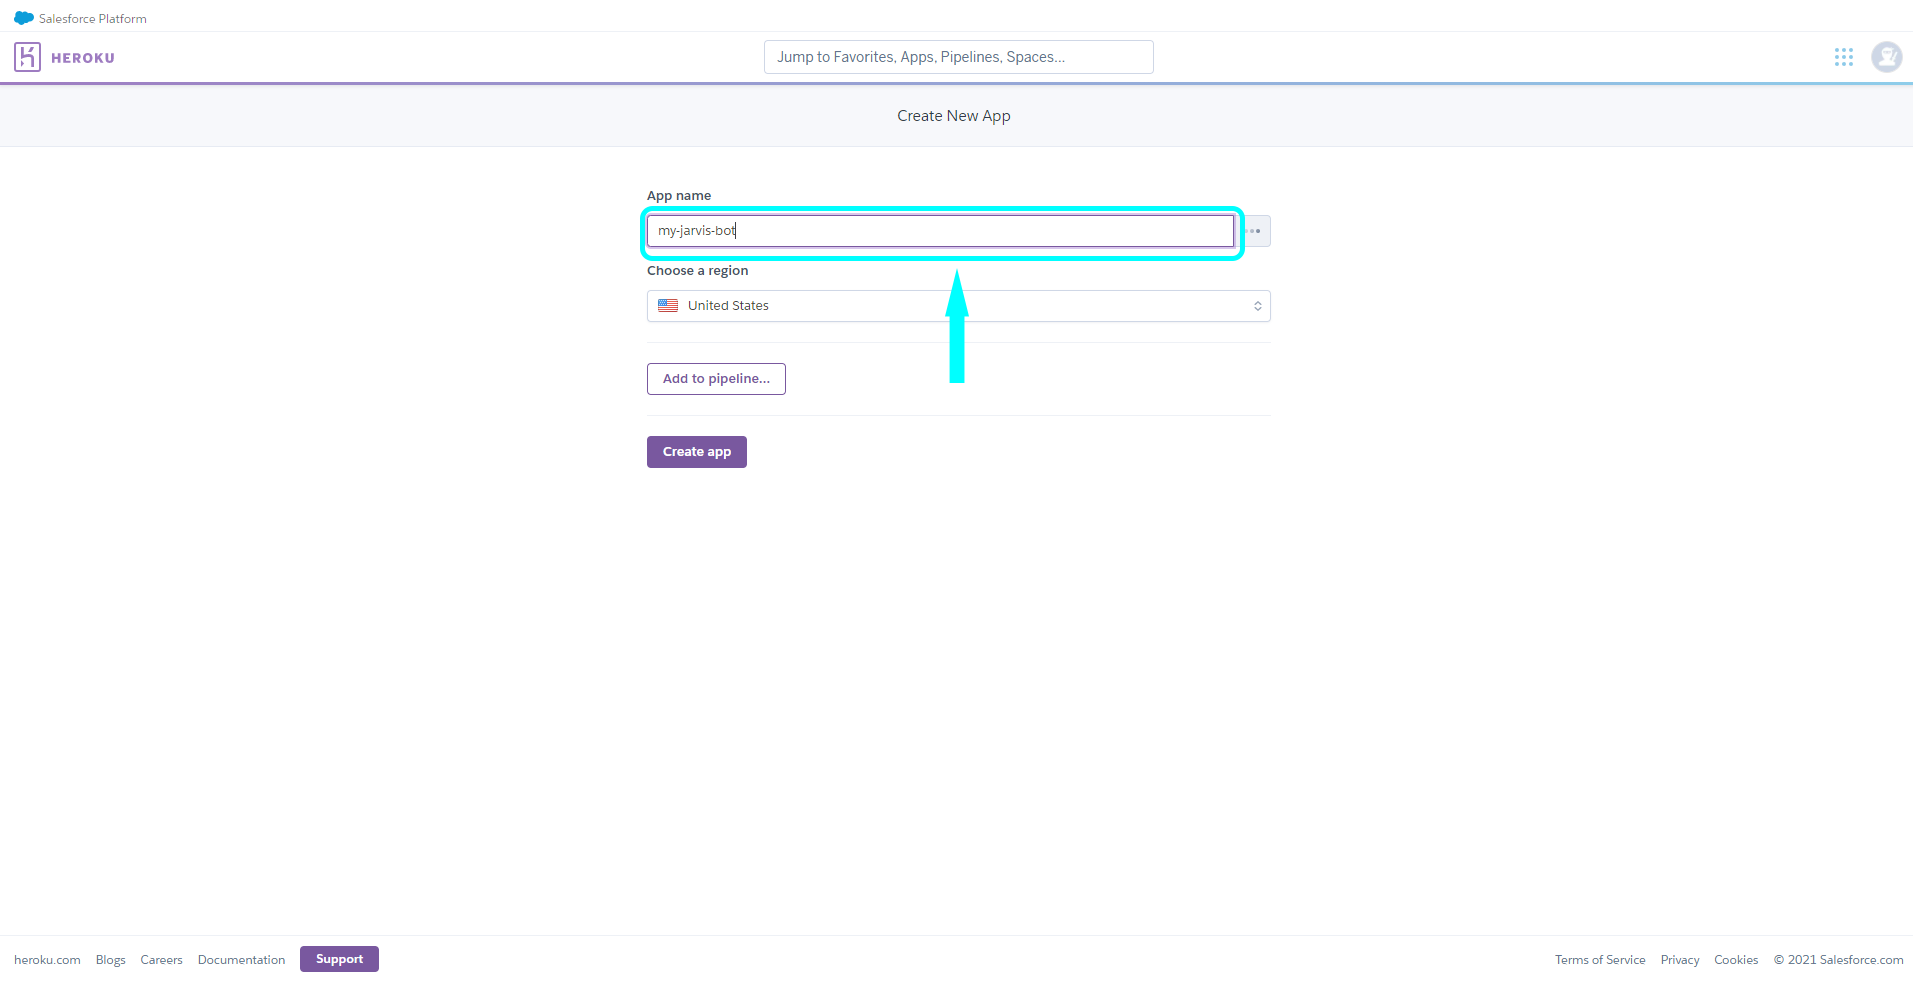 Salesforce Platform
HEROKU
Jump to Favorites, Apps, Pipelines, Spaces...
Create New App
App name
my-jarvis-bot
Choose a region
United States
Add to pipeline...
Create app
heroku.com Blogs Careers Documentation Support Terms of Service Privacy Cookies © 2021 Salesforce.com